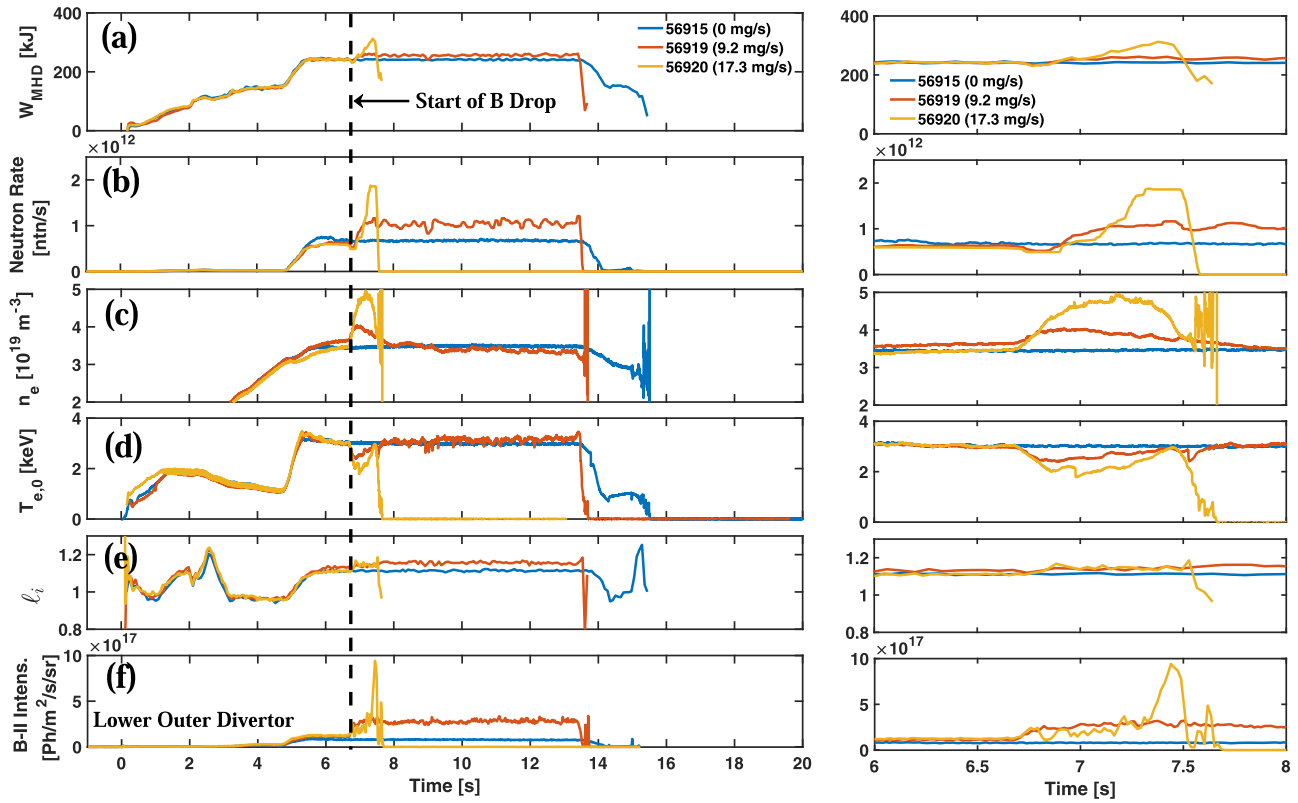 (a)
W_MHD [kJ]
400
200
0
56915 (0 mg/s)
56919 (9.2 mg/s)
56920 (17.3 mg/s)
Start of B Drop
400
200
0
56915 (0 mg/s)
56919 (9.2 mg/s)
56920 (17.3 mg/s)
×10^12
(b)
Neutron Rate
[ntn/s]
2
1
0
×10^12
2
1
0
(c)
n_e [10^19 m^-3]
5
4
3
2
5
4
3
2
(d)
T_e,0 [keV]
4
2
0
4
2
0
(e)
ℓ_i
1.2
1
0.8
1.2
1
0.8
×10^17
(f)
B-II Intens.
[Ph/m^2/s/sr]
10
5
0
Lower Outer Divertor
×10^17
10
5
0
0 2 4 6 8 10 12 14 16 18 20
Time [s]
6 6.5 7 7.5 8
Time [s]